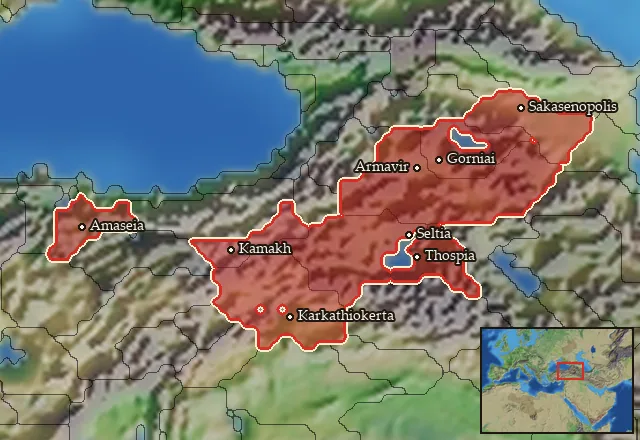 Sakasenopolis
Gorniai
Armavir
Amaseia
Seltia
Kamakh
Thospia
Karkathiokerta